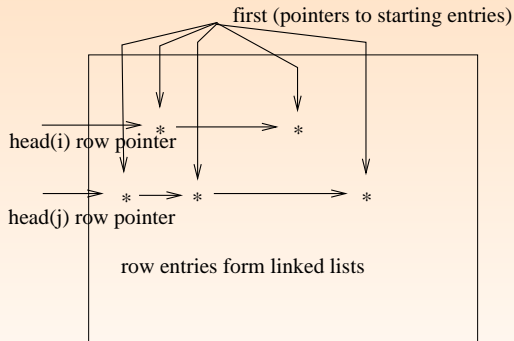 first (pointers to starting entries)
* * 
head(i) row pointer
* * *
head(j) row pointer
row entries form linked lists